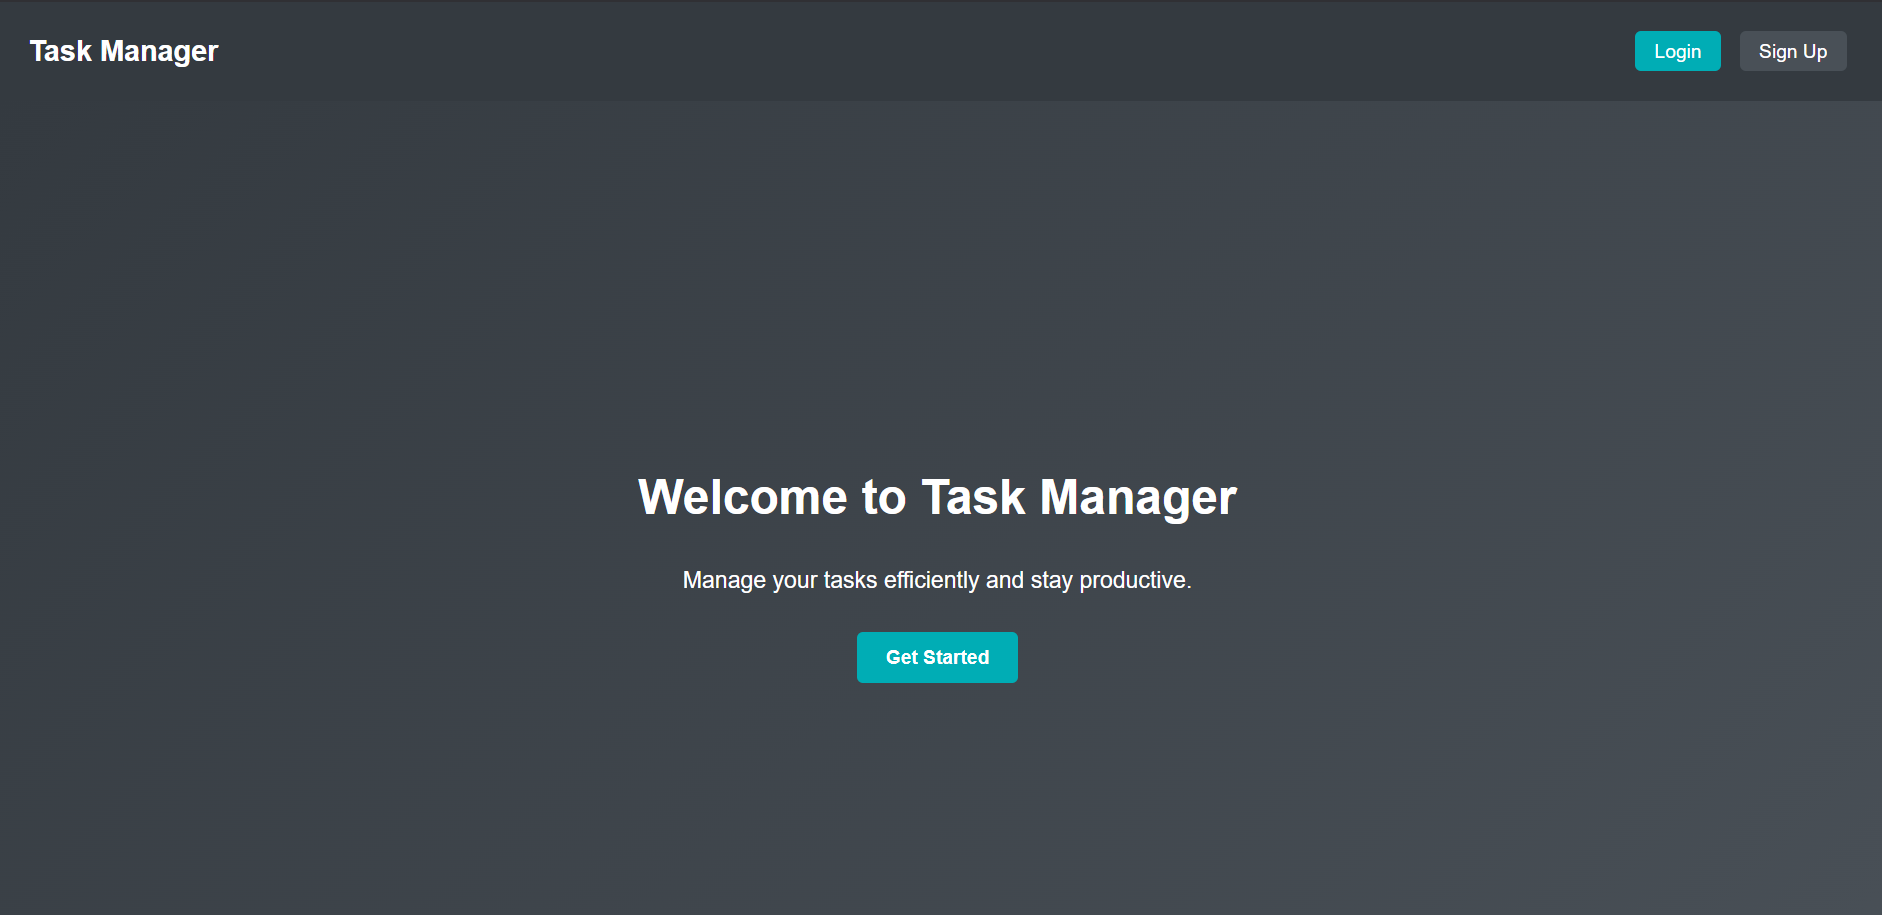 Task Manager
Login
Sign Up
Welcome to Task Manager
Manage your tasks efficiently and stay productive.
Get Started